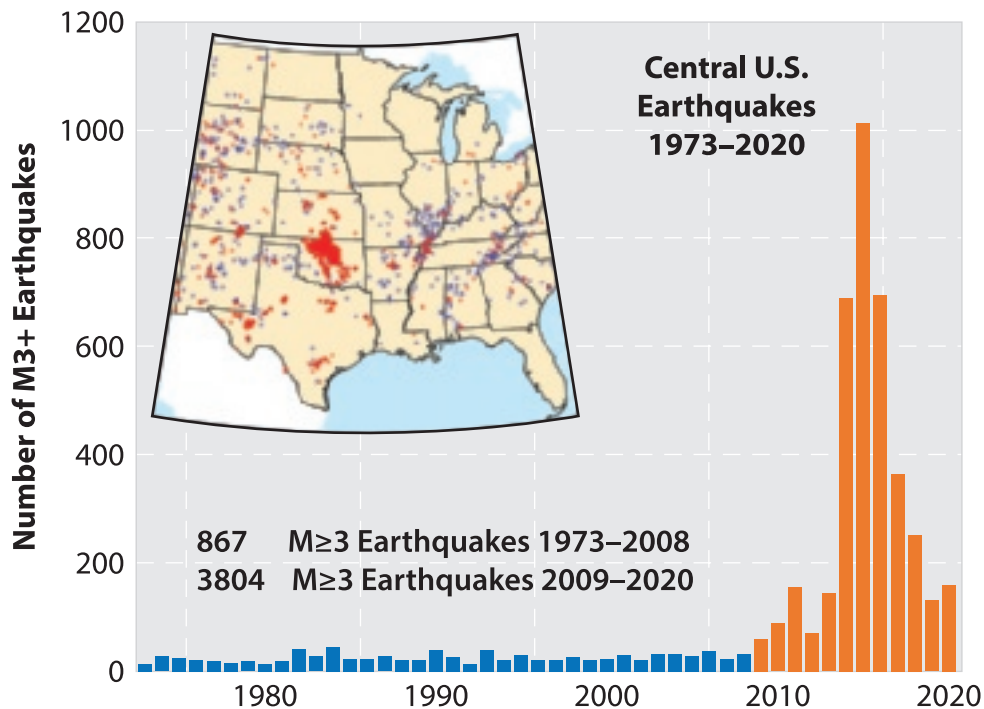 1200
1000
800
600
400
200
0
Number of M3+ Earthquakes
Central U.S.
Earthquakes
1973–2020
867 M≥3 Earthquakes 1973–2008
3804 M≥3 Earthquakes 2009–2020
1980 1990 2000 2010 2020